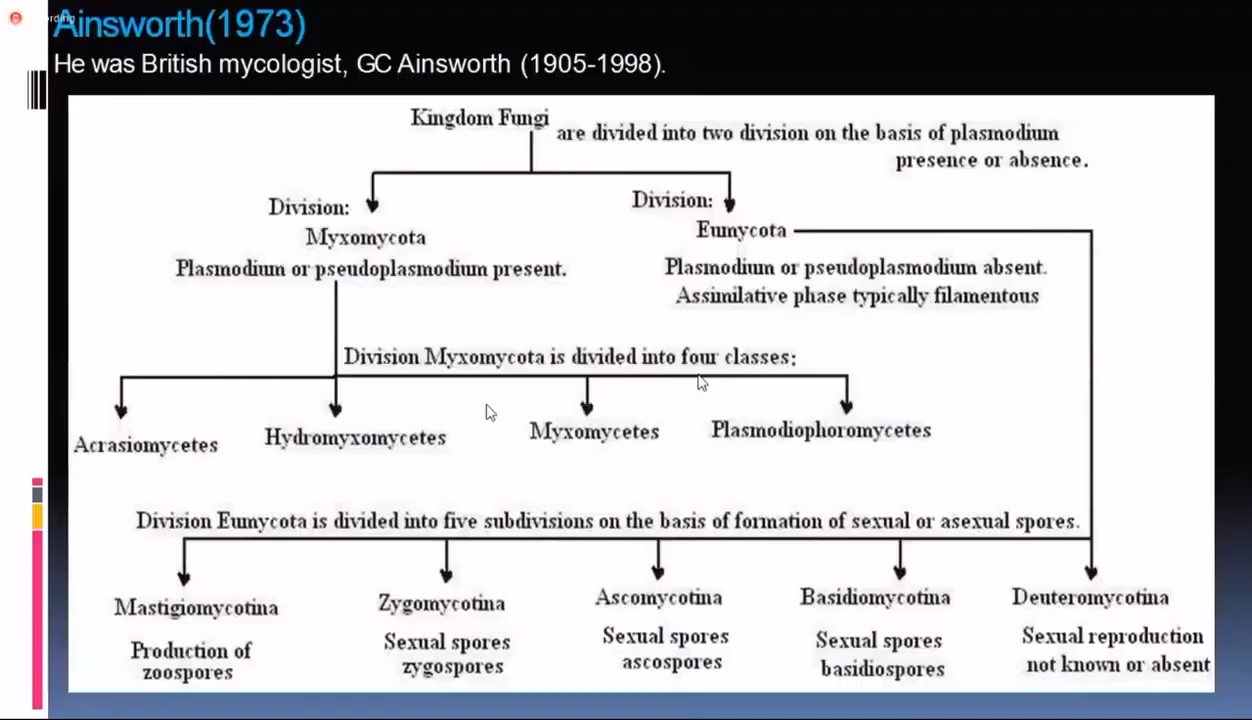 Ainsworth(1973)
He was British mycologist, GC Ainsworth (1905-1998).
Kingdom Fungi
are divided into two division on the basis of plasmodium
presence or absence.
Division:
Myxomycota
Plasmodium or pseudoplasmodium present.
Division:
Eumycota
Plasmodium or pseudoplasmodium absent.
Assimilative phase typically filamentous
Division Myxomycota is divided into four classes:
Acrasiomycetes
Hydromyxomycetes
Myxomycetes
Plasmodiophoromycetes
Division Eumycota is divided into five subdivisions on the basis of formation of sexual or asexual spores.
Mastigiomycotina
Production of
zoospores
Zygomycotina
Sexual spores
zygospores
Ascomycotina
Sexual spores
ascospores
Basidiomycotina
Sexual spores
basidiospores
Deuteromycotina
Sexual reproduction
not known or absent